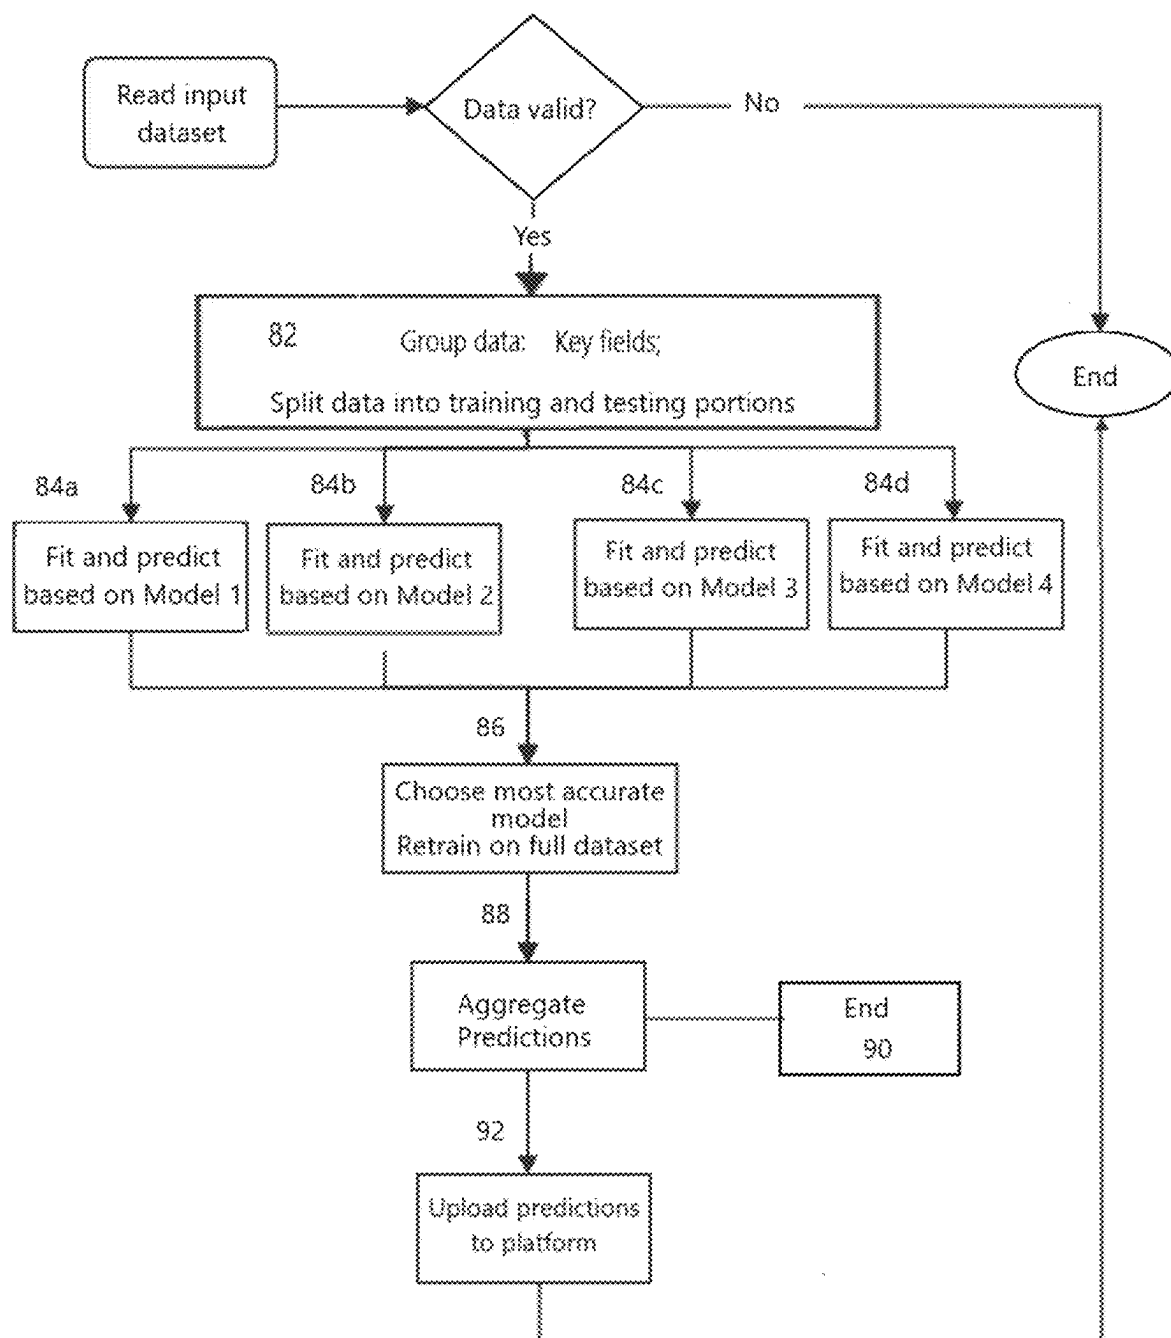 Read input
dataset
Data valid?
No
Yes
82
Group data: Key fields;
Split data into training and testing portions
End
84a
84b
84c
84d
Fit and predict
based on Model 1
Fit and predict
based on Model 2
Fit and predict
based on Model 3
Fit and predict
based on Model 4
86
Choose most accurate
model
Retrain on full dataset
88
Aggregate
Predictions
End
90
92
Upload predictions
to platform